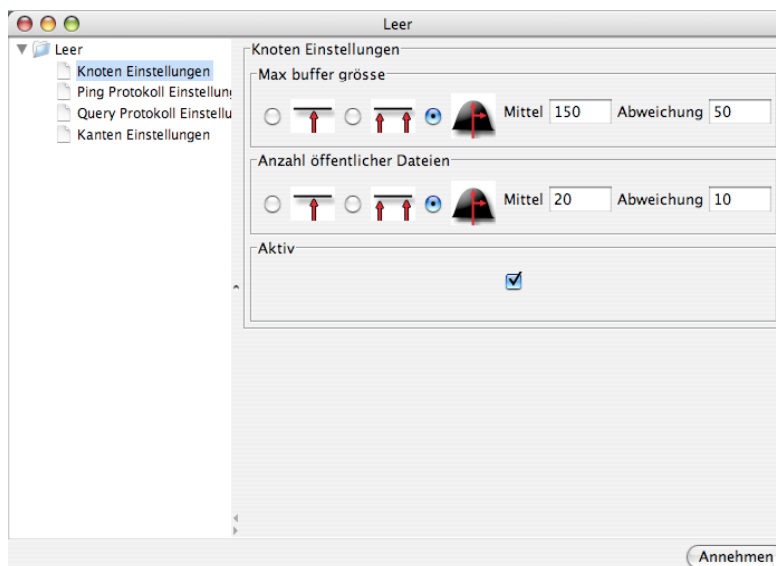 Leer
Leer
Knoten Einstellungen
Ping Protokoll Einstellun
Query Protokoll Einstellu
Kanten Einstellungen
Knoten Einstellungen
Max buffer grösse
Mittel 150 Abweichung 50
Anzahl öffentlicher Dateien
Mittel 20 Abweichung 10
Aktiv
Annehmen